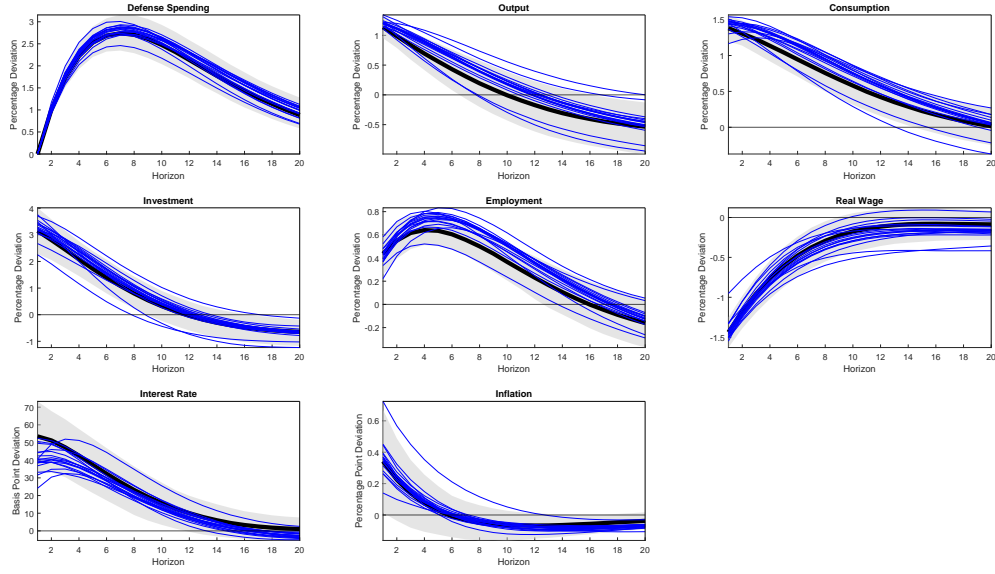 Defense Spending
Percentage Deviation
3
2.5
2
1.5
1
0.5
0
2 4 6 8 10 12 14 16 18 20
Horizon
Output
Percentage Deviation
1
0.5
0
-0.5
2 4 6 8 10 12 14 16 18 20
Horizon
Consumption
Percentage Deviation
1.5
1
0.5
0
2 4 6 8 10 12 14 16 18 20
Horizon
Investment
Percentage Deviation
4
3
2
1
0
-1
2 4 6 8 10 12 14 16 18 20
Horizon
Employment
Percentage Deviation
0.8
0.6
0.4
0.2
0
-0.2
2 4 6 8 10 12 14 16 18 20
Horizon
Real Wage
Percentage Deviation
0
-0.5
-1
-1.5
2 4 6 8 10 12 14 16 18 20
Horizon
Interest Rate
Basis Point Deviation
70
60
50
40
30
20
10
0
2 4 6 8 10 12 14 16 18 20
Horizon
Inflation
Percentage Point Deviation
0.6
0.4
0.2
0
2 4 6 8 10 12 14 16 18 20
Horizon